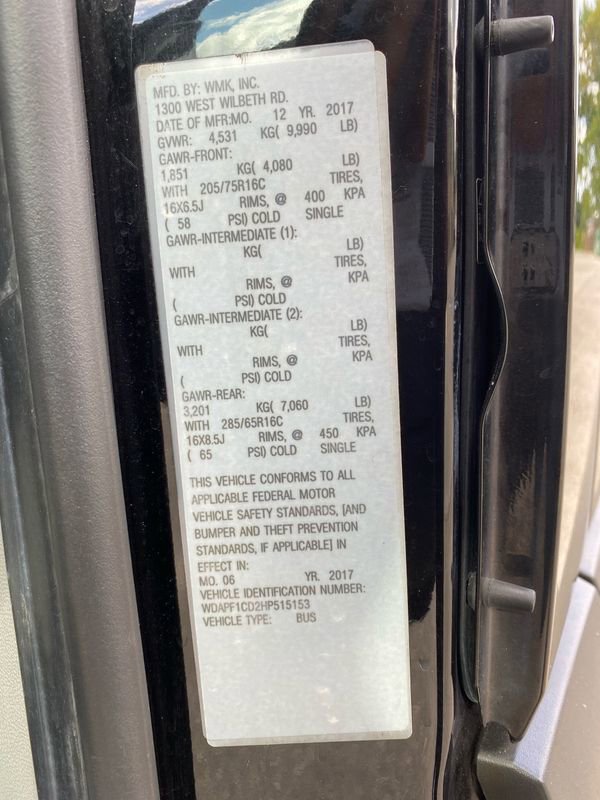 MFD. BY: WMK, INC.
1300 WEST WILBETH RD.
DATE OF MFR:MO. 12 YR. 2017
GVWR: 4,531 KG( 9,990 LB)
GAWR-FRONT:
1,851 KG( 4,080 LB)
WITH 205/75R16C TIRES,
16X6.5J RIMS, @ 400 KPA
( 58 PSI) COLD SINGLE
GAWR-INTERMEDIATE (1):
KG( LB)
WITH TIRES,
RIMS, @ KPA
( PSI) COLD
GAWR-INTERMEDIATE (2):
KG( LB)
WITH TIRES,
RIMS, @ KPA
( PSI) COLD
GAWR-REAR:
3,201 KG( 7,060 LB)
WITH 285/65R16C TIRES,
16X8.5J RIMS, @ 450 KPA
( 65 PSI) COLD SINGLE
THIS VEHICLE CONFORMS TO ALL
APPLICABLE FEDERAL MOTOR
VEHICLE SAFETY STANDARDS, [AND
BUMPER AND THEFT PREVENTION
STANDARDS, IF APPLICABLE] IN
EFFECT IN:
MO. 06 YR. 2017
VEHICLE IDENTIFICATION NUMBER:
WDAPF1CD2HP515153
VEHICLE TYPE: BUS